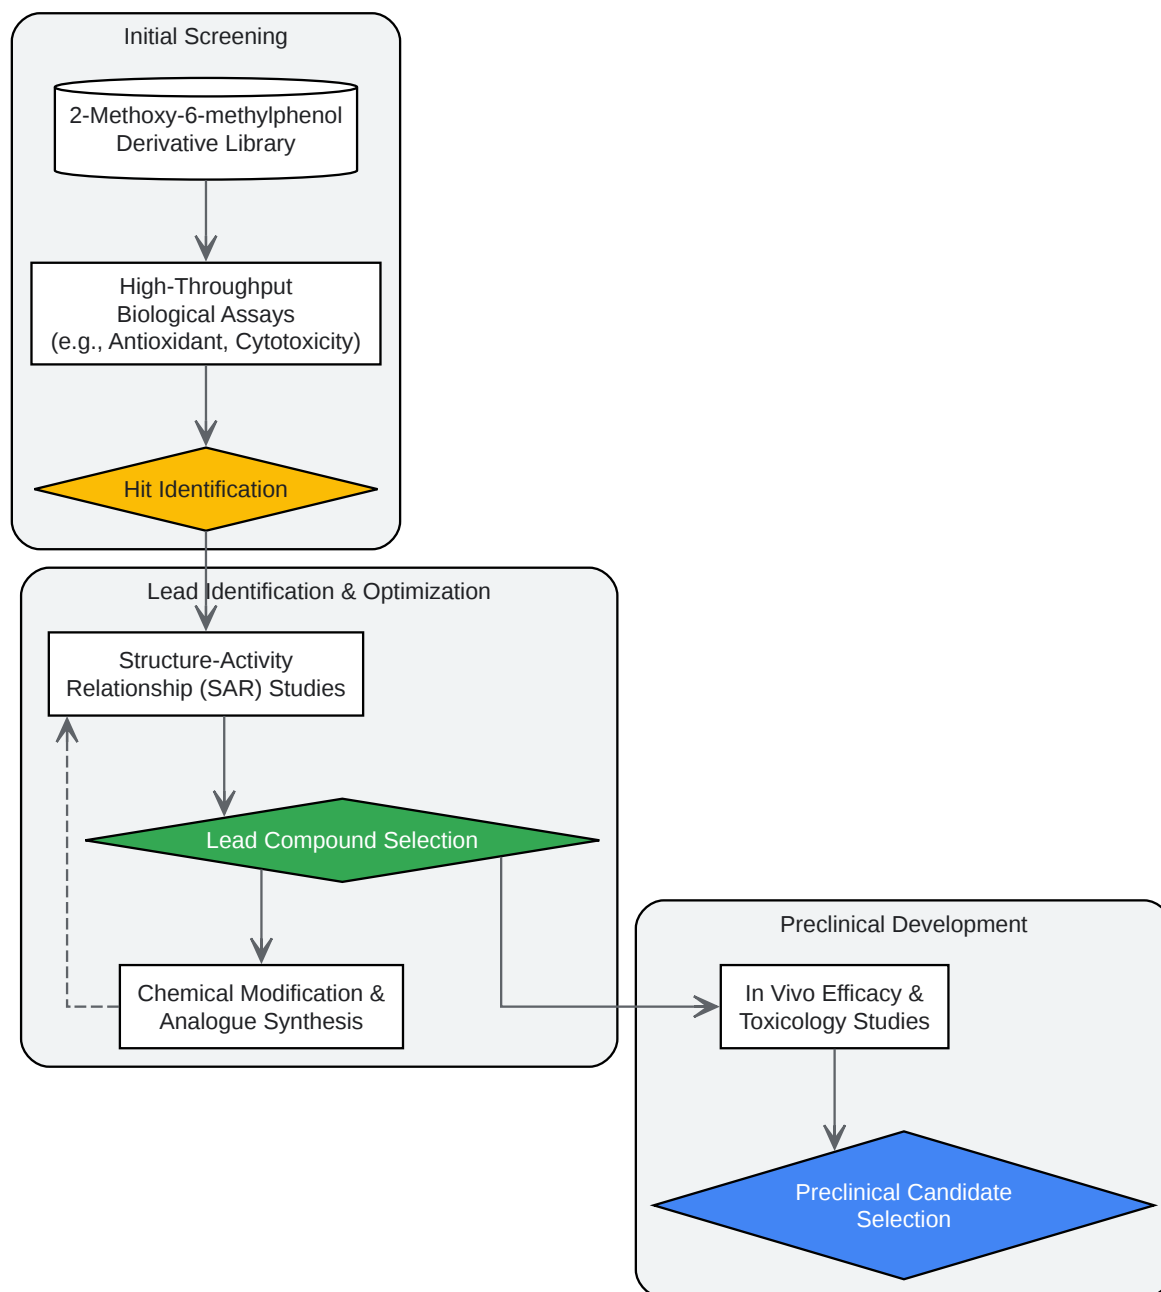 Initial Screening
2-Methoxy-6-methylphenol
Derivative Library
High-Throughput
Biological Assays
(e.g., Antioxidant, Cytotoxicity)
Hit Identification
Lead Identification & Optimization
Structure-Activity
Relationship (SAR) Studies
Lead Compound Selection
Chemical Modification &
Analogue Synthesis
Preclinical Development
In Vivo Efficacy &
Toxicology Studies
Preclinical Candidate
Selection